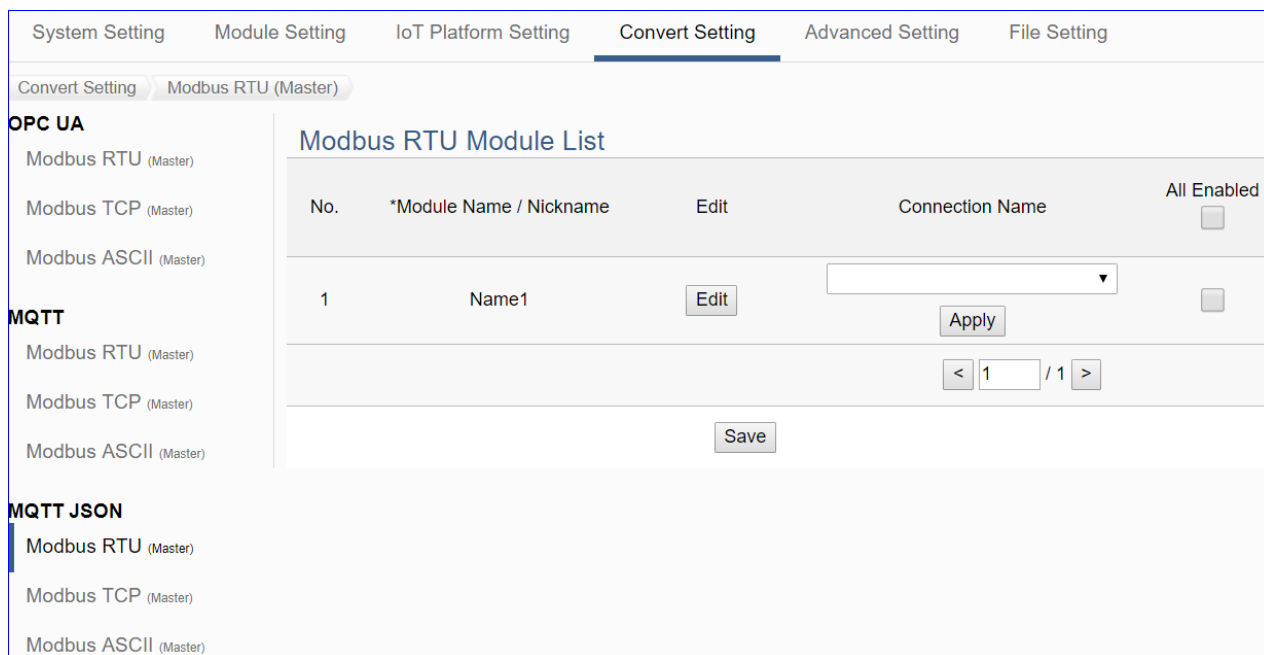 System Setting Module Setting IoT Platform Setting Convert Setting Advanced Setting File Setting
Convert Setting Modbus RTU (Master)
OPC UA
Modbus RTU (Master)
Modbus TCP (Master)
Modbus ASCII (Master)
MQTT
Modbus RTU (Master)
Modbus TCP (Master)
Modbus ASCII (Master)
MQTT JSON
Modbus RTU (Master)
Modbus TCP (Master)
Modbus ASCII (Master)
Modbus RTU Module List
No. *Module Name / Nickname Edit Connection Name All Enabled
1 Name1 Edit
Apply
< 1 / 1 >
Save